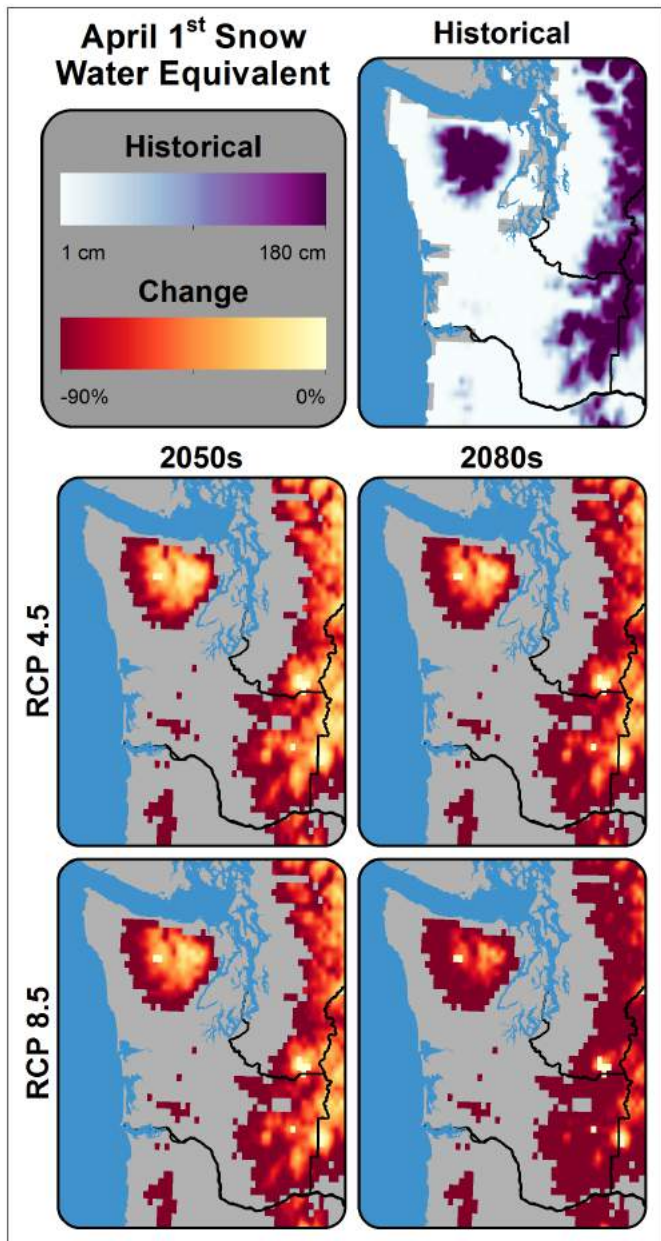 April 1st Snow
Water Equivalent
Historical
Historical
1 cm
180 cm
Change
-90%
0%
2050s
2080s
RCP 4.5
RCP 8.5